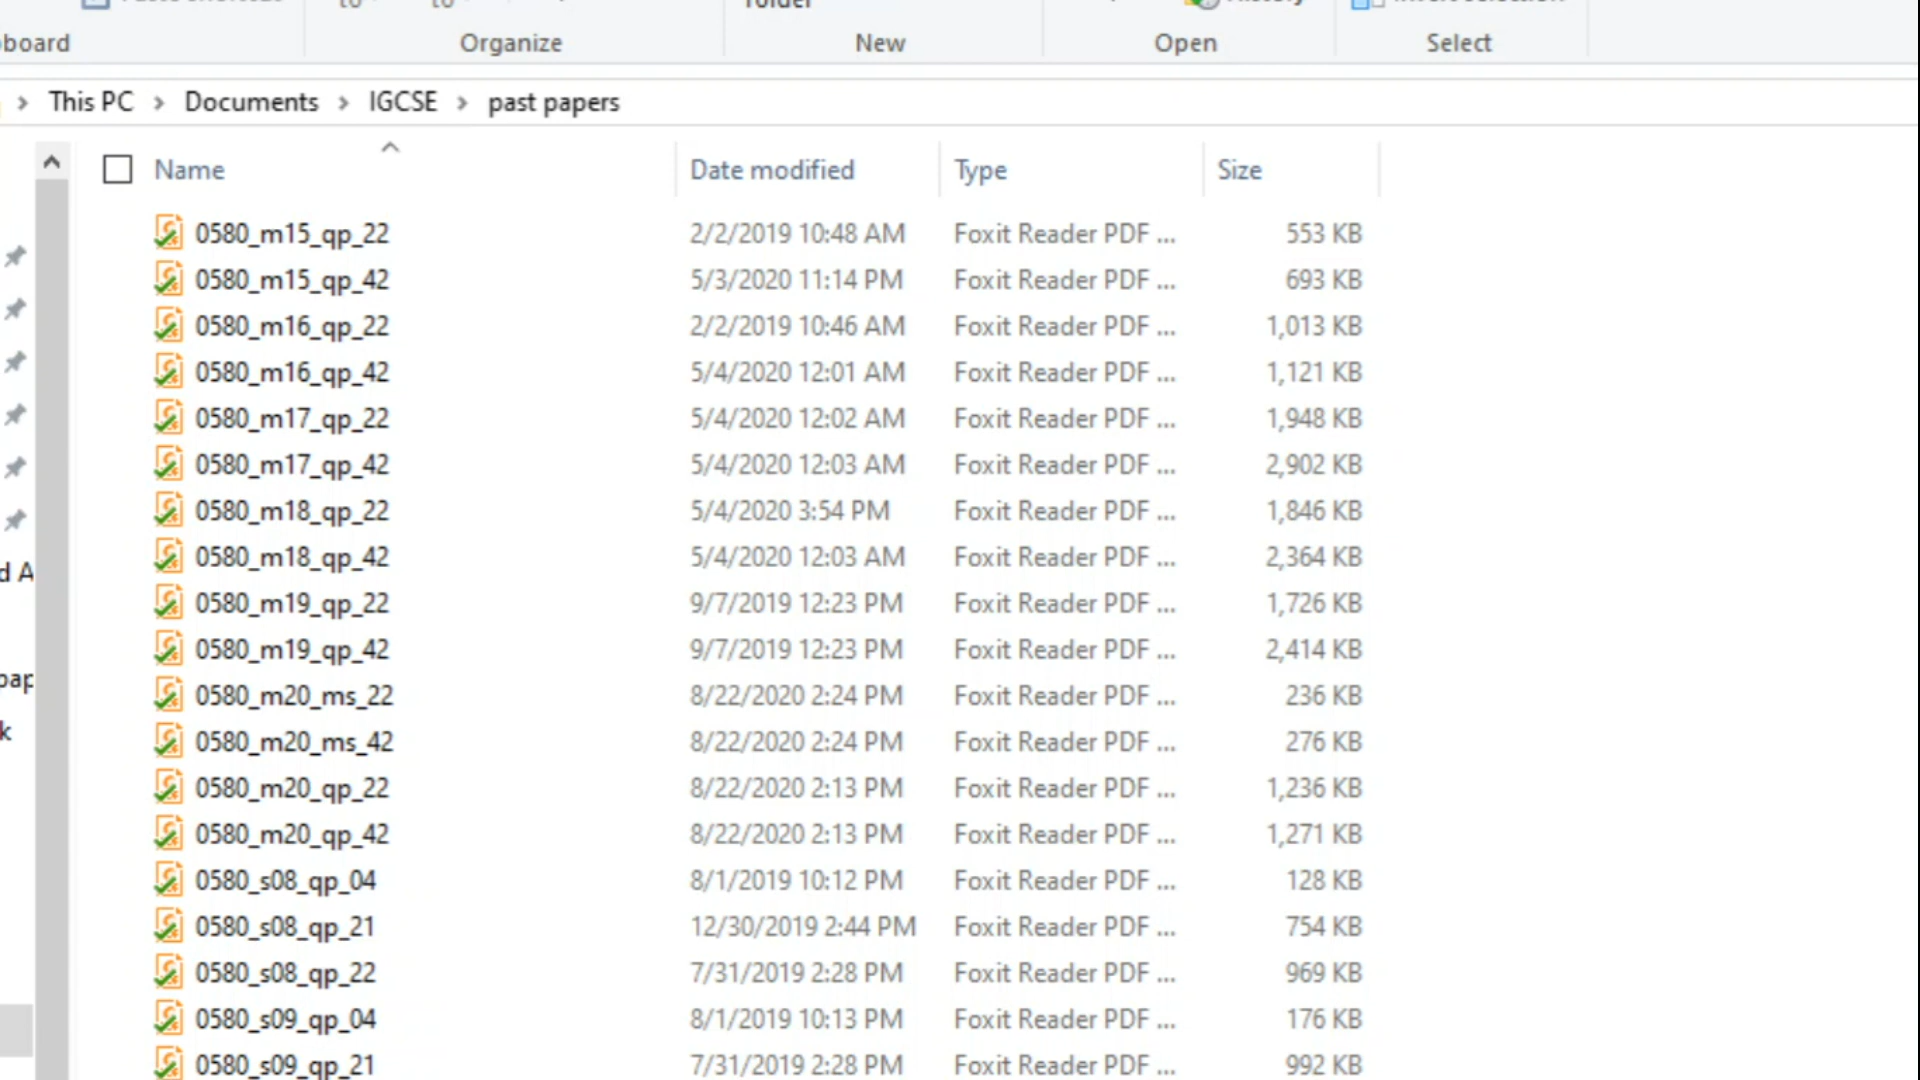 to to folder History
board Organize New Open Select
This PC Documents IGCSE past papers
Name Date modified Type Size
0580_m15_qp_22 2/2/2019 10:48 AM Foxit Reader PDF ... 553 KB
0580_m15_qp_42 5/3/2020 11:14 PM Foxit Reader PDF ... 693 KB
0580_m16_qp_22 2/2/2019 10:46 AM Foxit Reader PDF ... 1,013 KB
0580_m16_qp_42 5/4/2020 12:01 AM Foxit Reader PDF ... 1,121 KB
0580_m17_qp_22 5/4/2020 12:02 AM Foxit Reader PDF ... 1,948 KB
0580_m17_qp_42 5/4/2020 12:03 AM Foxit Reader PDF ... 2,902 KB
0580_m18_qp_22 5/4/2020 3:54 PM Foxit Reader PDF ... 1,846 KB
0580_m18_qp_42 5/4/2020 12:03 AM Foxit Reader PDF ... 2,364 KB
d A
0580_m19_qp_22 9/7/2019 12:23 PM Foxit Reader PDF ... 1,726 KB
0580_m19_qp_42 9/7/2019 12:23 PM Foxit Reader PDF ... 2,414 KB
pap
0580_m20_ms_22 8/22/2020 2:24 PM Foxit Reader PDF ... 236 KB
k
0580_m20_ms_42 8/22/2020 2:24 PM Foxit Reader PDF ... 276 KB
0580_m20_qp_22 8/22/2020 2:13 PM Foxit Reader PDF ... 1,236 KB
0580_m20_qp_42 8/22/2020 2:13 PM Foxit Reader PDF ... 1,271 KB
0580_s08_qp_04 8/1/2019 10:12 PM Foxit Reader PDF ... 128 KB
0580_s08_qp_21 12/30/2019 2:44 PM Foxit Reader PDF ... 754 KB
0580_s08_qp_22 7/31/2019 2:28 PM Foxit Reader PDF ... 969 KB
0580_s09_qp_04 8/1/2019 10:13 PM Foxit Reader PDF ... 176 KB
0580_s09_qp_21 7/31/2019 2:28 PM Foxit Reader PDF ... 992 KB